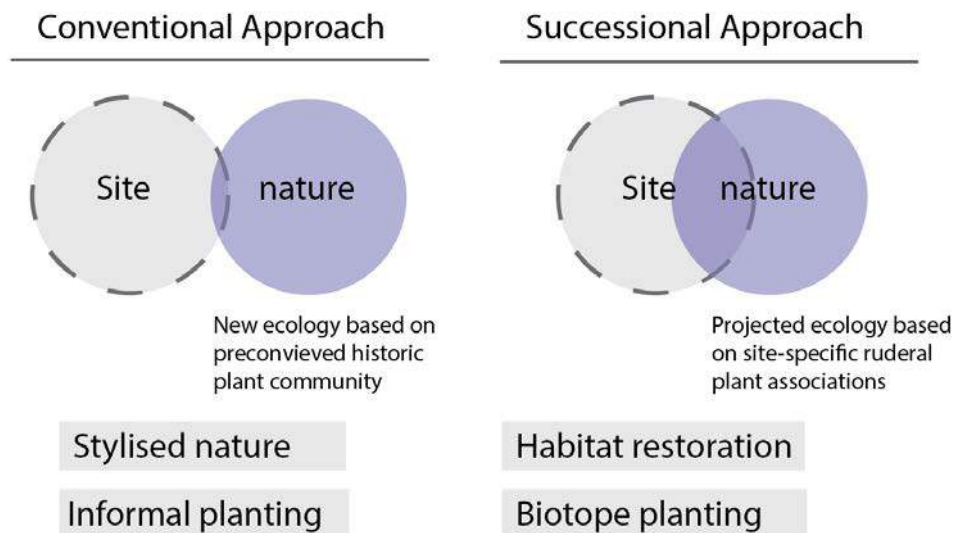 Conventional Approach
Site
nature
New ecology based on
preconvieved historic
plant community
Stylised nature
Informal planting
Successional Approach
Site
nature
Projected ecology based
on site-specific ruderal
plant associations
Habitat restoration
Biotope planting